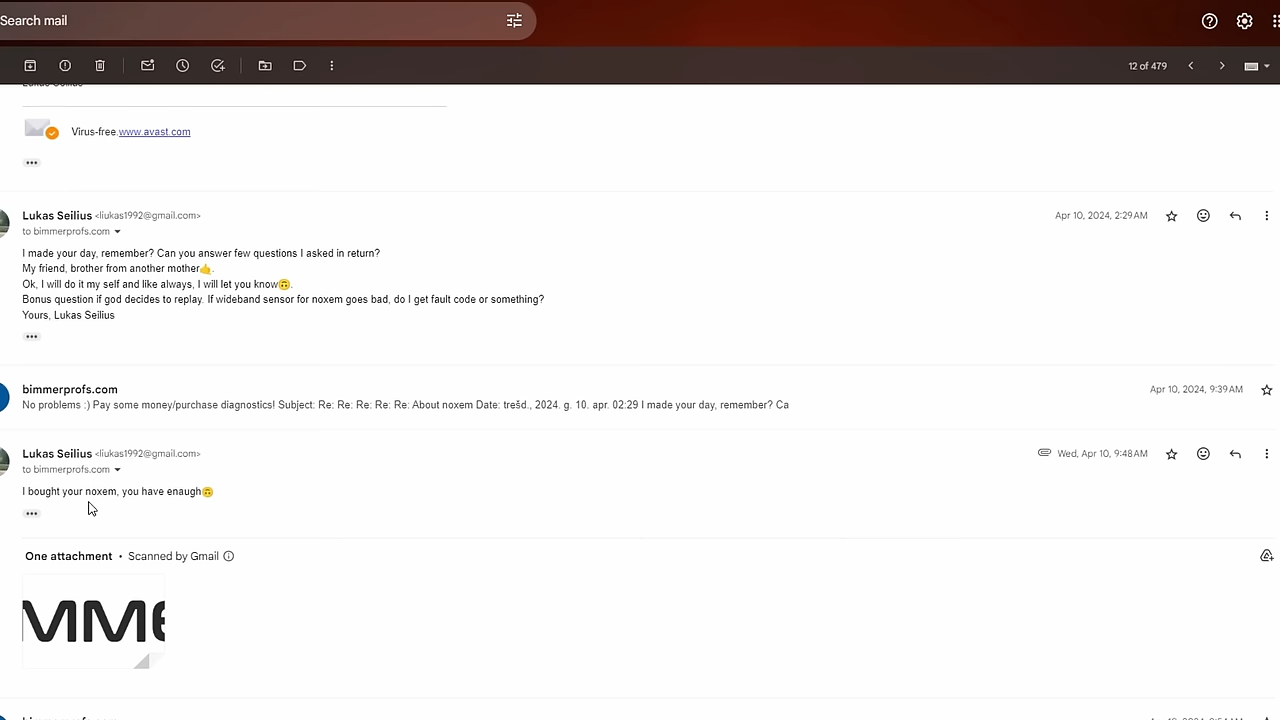 Search mail
12 of 479
Virus-free.www.avast.com
Lukas Seilius <liukas1992@gmail.com>
Apr 10, 2024, 2:29 AM
to bimmerprofs.com
I made your day, remember? Can you answer few questions I asked in return?
My friend, brother from another mother🤙.
Ok, I will do it my self and like always, I will let you know🙃.
Bonus question if god decides to replay. If wideband sensor for noxem goes bad, do I get fault code or something?
Yours, Lukas Seilius
bimmerprofs.com
Apr 10, 2024, 9:39 AM
No problems :) Pay some money/purchase diagnostics! Subject: Re: Re: Re: Re: Re: About noxem Date: trešd., 2024. g. 10. apr. 02:29 I made your day, remember? Ca
Lukas Seilius <liukas1992@gmail.com>
Wed, Apr 10, 9:48 AM
to bimmerprofs.com
I bought your noxem, you have enaugh🙃
One attachment • Scanned by Gmail
MM